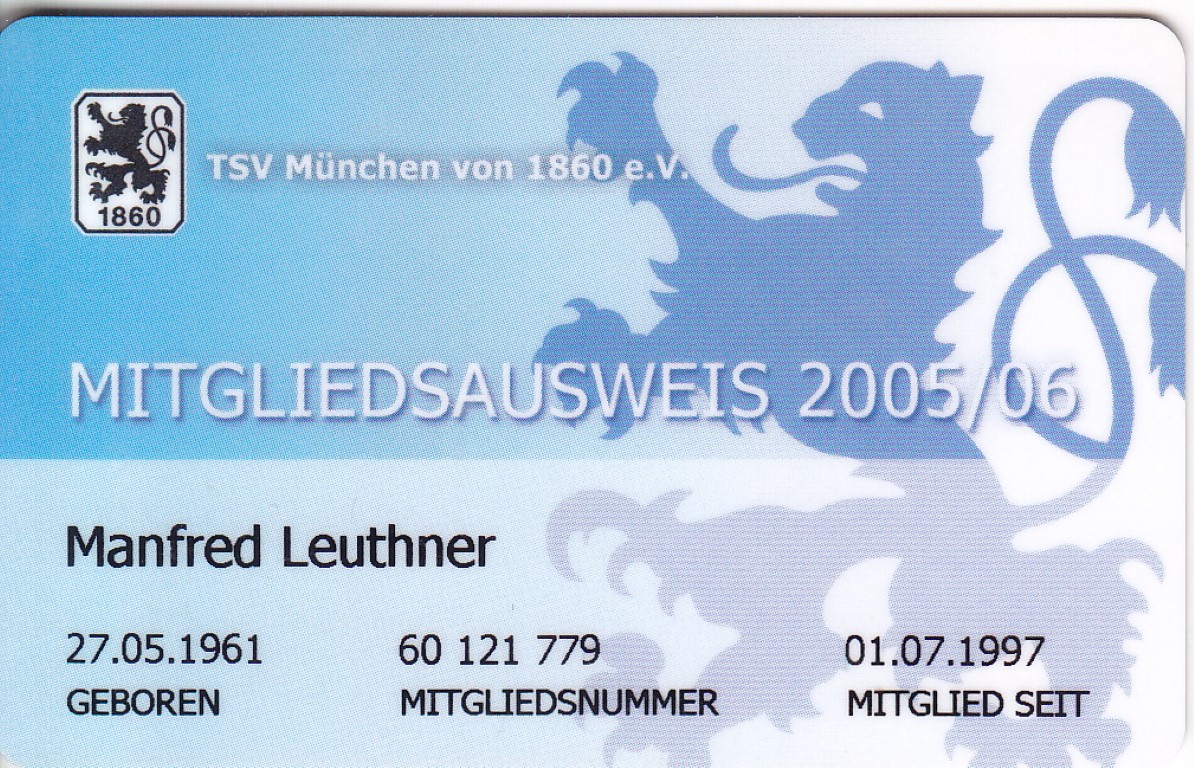 1860
TSV München von 1860 e.V.
MITGLIEDSAUSWEIS 2005/06
Manfred Leuthner
27.05.1961 60 121 779 01.07.1997
GEBOREN MITGLIEDSNUMMER MITGLIED SEIT